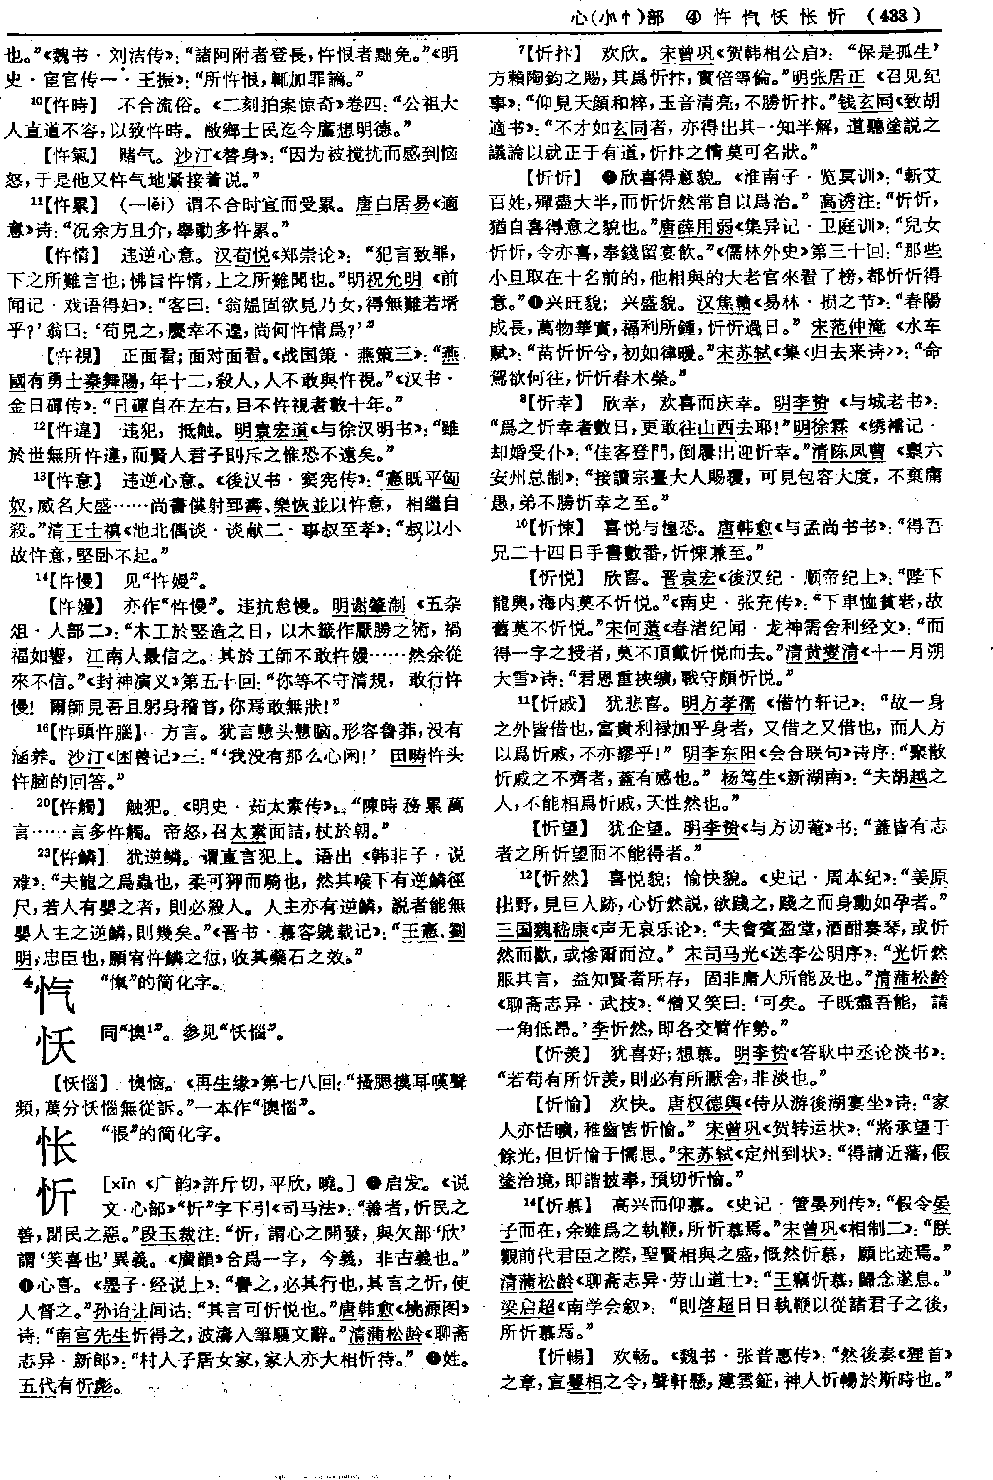 心(小忄)部 ④ 忤忾怃怅忻 (433)
也。”《魏书·刘洁传》：“諸阿附者登長，忤恨者黜免。”《明
史·宦官传一·王振》：“所忤恨，輒加罪謫。”
¹⁰【忤時】 不合流俗。《二刻拍案惊奇》卷四：“公祖大
人直道不容，以致忤時。敝鄉士民迄今廑想明德。”
【忤氣】 赌气。沙汀《替身》：“因为被搅扰而感到恼
怒，于是他又忤气地紧接着说。”
¹¹【忤累】 （—lěi）谓不合时宜而受累。唐白居易《適
意》诗：“况余方且介，舉動多忤累。”
【忤情】 违逆心意。汉荀悦《郑崇论》：“犯言致罪，
下之所難言也；怫旨忤情，上之所難聞也。”明祝允明《前
闻记·戏语得妇》：“客曰：‘翁媪固欲見乃女，得無難若壻
乎？’翁曰：‘苟見之，慶幸不遑，尚何忤情爲？’”
【忤視】 正面看；面对面看。《战国策·燕策三》：“燕
國有勇士秦舞陽，年十二，殺人，人不敢與忤視。”《汉书·
金日磾传》：“日磾自在左右，目不忤視者數十年。”
¹²【忤違】 违犯，抵触。明袁宏道《与徐汉明书》：“雖
於世無所忤違，而賢人君子則斥之惟恐不遠矣。”
¹³【忤意】 违逆心意。《後汉书·窦宪传》：“憲既平匈
奴，威名大盛……尚書僕射郅壽、樂恢並以忤意，相繼自
殺。”清王士禛《池北偶谈·谈献二·事叔至孝》：“叔以小
故忤意，堅卧不起。”
¹⁴【忤慢】 见“忤嫚”。
【忤嫚】 亦作“忤慢”。违抗怠慢。明谢肇淛《五杂
俎·人部二》：“木工於竪造之日，以木籤作厭勝之術，禍
福如響，江南人最信之。其於工師不敢忤嫚……然余從
來不信。”《封神演义》第五十回：“你等不守清規，敢行忤
慢！爾師見吾且躬身稽首，你焉敢無狀！”
¹⁶【忤頭忤腦】 方言。犹言戆头戆脑。形容鲁莽，没有
涵养。沙汀《困兽记》三：“‘我没有那么心闲！’田畴忤头
忤脑的回答。”
²⁰【忤觸】 触犯。《明史·茹太素传》：“陳時務累萬
言……言多忤觸。帝怒，召太素面詰，杖於朝。”
²³【忤鱗】 犹逆鳞。谓直言犯上。语出《韩非子·说
难》：“夫龍之爲蟲也，柔可狎而騎也，然其喉下有逆鱗徑
尺，若人有嬰之者，則必殺人。人主亦有逆鱗，説者能無
嬰人主之逆鱗，則幾矣。”《晋书·慕容皝载记》：“王憲、劉
明，忠臣也，願宥忤鱗之愆，收其藥石之效。”
⁴忾 “愾”的简化字。
怃 同“懊¹”。参见“怃惱”。
【怃惱】 懊恼。《再生缘》第七八回：“搔腮摸耳嘆聲
頻，萬分怃惱無從訴。”一本作“懊惱”。
怅 “悵”的简化字。
忻 [xīn《广韵》許斤切，平欣，曉。] ❶启发。《说
文·心部》“忻”字下引《司马法》：“善者，忻民之
善，閉民之惡。”段玉裁注：“忻，謂心之開發，與欠部‘欣’
謂‘笑喜也’異義。《廣韻》合爲一字，今義，非古義也。”
❷心喜。《墨子·经说上》：“譽之，必其行也，其言之忻，使
人督之。”孙诒让间诂：“其言可忻悦也。”唐韩愈《桃源图》
诗：“南宫先生忻得之，波濤入筆驅文辭。”清蒲松龄《聊斋
志异·新郎》：“村人子居女家，家人亦大相忻待。” ❸姓。
五代有忻彪。
⁷【忻抃】 欢欣。宋曾巩《贺韩相公启》：“保是孤生，
方賴陶鈞之賜，其爲忻抃，實倍等倫。”明张居正《召见纪
事》：“仰見天顔和粹，玉音清亮，不勝忻抃。”钱玄同《致胡
適书》：“不才如玄同者，亦得出其一知半解，道聽塗説之
議論以就正于有道，忻抃之情莫可名狀。”
【忻忻】 ❶欣喜得意貌。《淮南子·览冥训》：“斬艾
百姓，殫盡大半，而忻忻然常自以爲治。”高诱注：“忻忻，
猶自喜得意之貌也。”唐薛用弱《集异记·卫庭训》：“兒女
忻忻，令亦喜，奉錢留宴飲。”《儒林外史》第三十回：“那些
小旦取在十名前的，他相與的大老官來看了榜，都忻忻得
意。”❷兴旺貌；兴盛貌。汉焦贛《易林·损之节》：“春陽
成長，萬物華實，福利所鍾，忻忻過日。”宋范仲淹《水车
赋》：“苗忻忻兮，初如律暖。”宋苏轼《集〈归去来诗〉》：“命
駕欲何往，忻忻春木榮。”
⁸【忻幸】 欣幸，欢喜而庆幸。明李贽《与城老书》：
“爲之忻幸者數日，更敢往山西去耶！”明徐霖《绣襦记·
却婚受仆》：“佳客登門，倒屣出迎忻幸。”清陈凤曹《禀六
安州总制》：“接讀宗臺大人賜覆，可見包容大度，不棄庸
愚，弟不勝忻幸之至。”
¹⁰【忻悚】 喜悦与惶恐。唐韩愈《与孟尚书书》：“得吾
兄二十四日手書數番，忻悚兼至。”
【忻悦】 欣喜。晋袁宏《後汉纪·顺帝纪上》：“陛下
龍興，海内莫不忻悦。”《南史·张充传》：“下車恤貧老，故
舊莫不忻悦。”宋何薳《春渚纪闻·龙神需舍利经文》：“而
得一字之授者，莫不頂戴忻悦而去。”清黄燮清《十一月朔
大雪》诗：“君恩重挾纊，戰守頗忻悦。”
¹¹【忻戚】 犹悲喜。明方孝孺《借竹轩记》：“故一身
之外皆借也，富貴利禄加乎身者，又借之又借也，而人方
以爲忻戚，不亦謬乎！”明李东阳《会合联句》诗序：“聚散
忻戚之不齊者，蓋有感也。”杨笃生《新湖南》：“夫胡越之
人，不能相爲忻戚，天性然也。”
【忻望】 犹企望。明李贽《与方讱菴》书：“蓋皆有志
者之所忻望而不能得者。”
¹²【忻然】 喜悦貌；愉快貌。《史记·周本纪》：“姜原
出野，見巨人跡，心忻然説，欲踐之，踐之而身動如孕者。”
三国魏嵇康《声无哀乐论》：“夫會賓盈堂，酒酣奏琴，或忻
然而歡，或慘爾而泣。”宋司马光《送李公明序》：“光忻然
服其言，益知賢者所存，固非庸人所能及也。”清蒲松龄
《聊斋志异·武技》：“僧又笑曰：‘可矣。子既盡吾能，請
一角低昂。’李忻然，即各交臂作勢。”
【忻羡】 犹喜好；想慕。明李贽《答耿中丞论淡书》：
“若苟有所忻羨，則必有所厭舍，非淡也。”
【忻愉】 欢快。唐权德舆《侍从游後湖宴坐》诗：“家
人亦恬曠，稚齒皆忻愉。”宋曾巩《贺转运状》：“將承望于
餘光，但忻愉于懦思。”宋苏轼《定州到状》：“得請近藩，假
塗治境，即諧披奉，預切忻愉。”
¹⁴【忻慕】 高兴而仰慕。《史记·管晏列传》：“假令晏
子而在，余雖爲之執鞭，所忻慕焉。”宋曾巩《相制二》：“朕
觀前代君臣之際，聖賢相與之盛，慨然忻慕，願比迹焉。”
清蒲松龄《聊斋志异·劳山道士》：“王竊忻慕，歸念遂息。”
梁启超《南学会叙》：“則啓超日日執鞭以從諸君子之後，
所忻慕焉。”
【忻暢】 欢畅。《魏书·张普惠传》：“然後奏《貍首》
之章，宣矍相之令，聲軒懸，建雲鉦，神人忻暢於斯時也。”